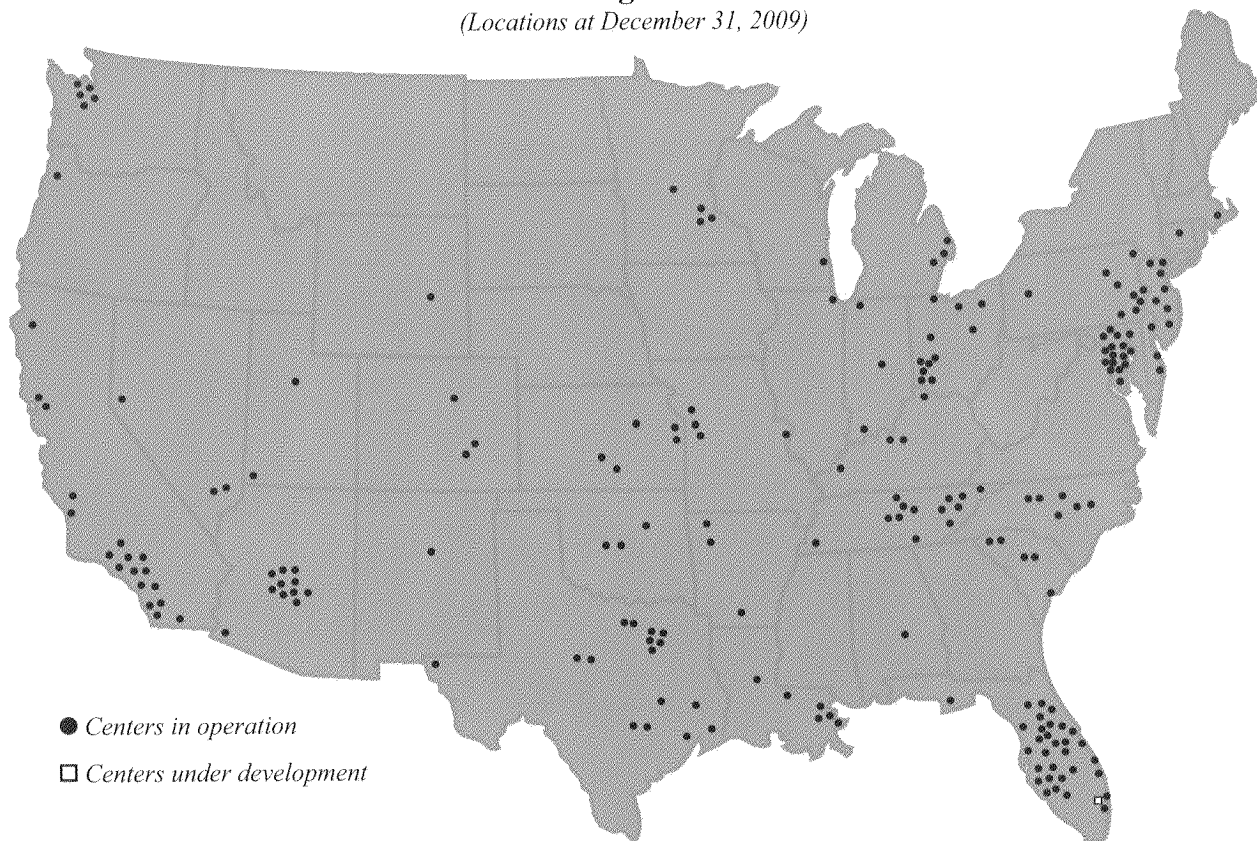 (Locations at December 31, 2009)
Centers in operation
Centers under development